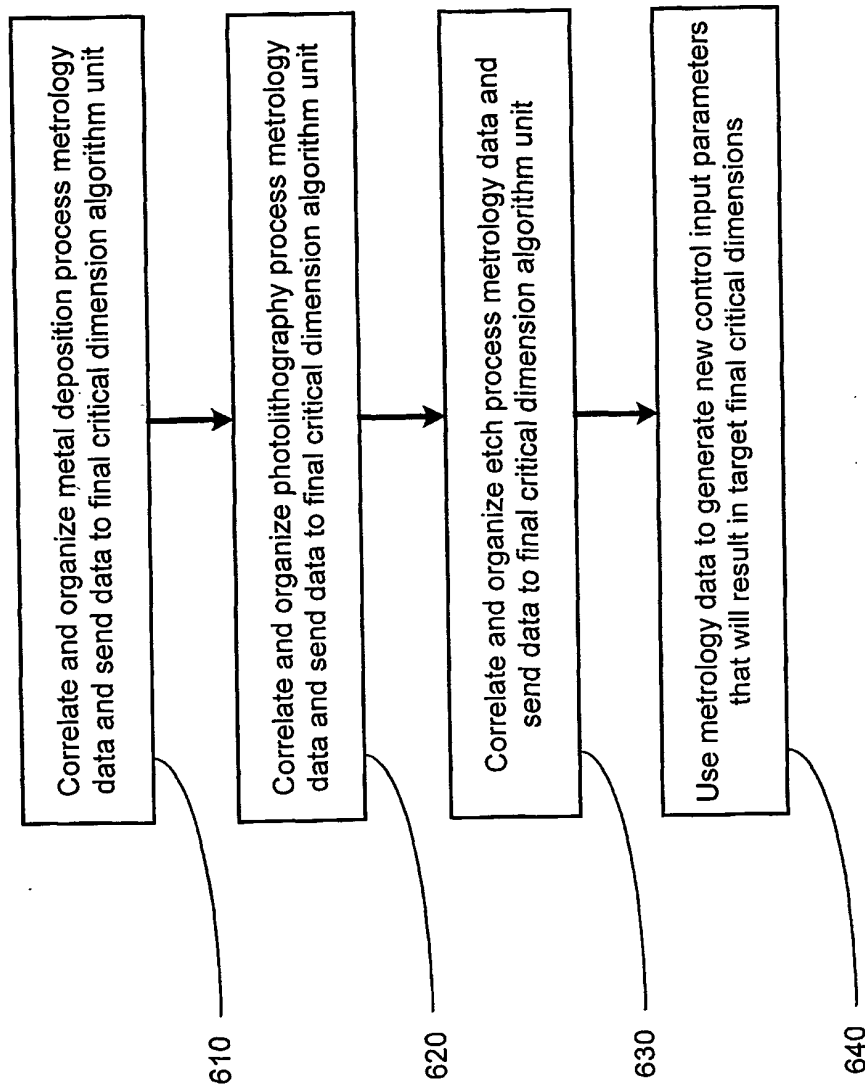 Correlate and organize metal deposition process metrology
data and send data to final critical dimension algorithm unit
610
Correlate and organize photolithography process metrology
data and send data to final critical dimension algorithm unit
620
Correlate and organize etch process metrology data and
send data to final critical dimension algorithm unit
630
Use metrology data to generate new control input parameters
that will result in target final critical dimensions
640